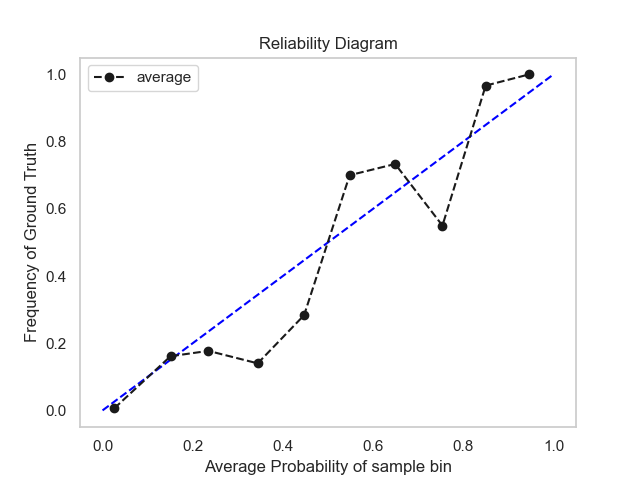 Reliability Diagram
average
Frequency of Ground Truth
1.0
0.8
0.6
0.4
0.2
0.0
0.0 0.2 0.4 0.6 0.8 1.0
Average Probability of sample bin